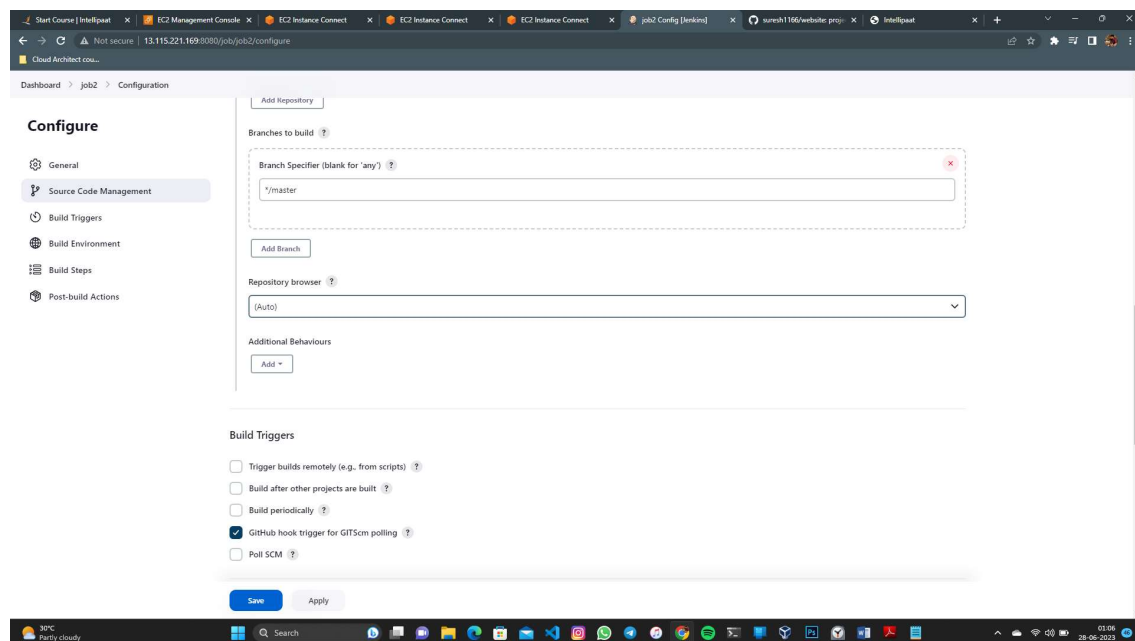 Start Course | Intellipaat
EC2 Management Console
EC2 Instance Connect
EC2 Instance Connect
EC2 Instance Connect
job2 Config [Jenkins]
suresh1166/website: proje
Intellipaat
Not secure | 13.115.221.169:8080/job/job2/configure
Cloud Architect cou...
Dashboard > job2 > Configuration
Configure
General
Source Code Management
Build Triggers
Build Environment
Build Steps
Post-build Actions
Add Repository
Branches to build ?
Branch Specifier (blank for 'any') ?
*/master
Add Branch
Repository browser ?
(Auto)
Additional Behaviours
Add
Build Triggers
Trigger builds remotely (e.g., from scripts) ?
Build after other projects are built ?
Build periodically ?
GitHub hook trigger for GITScm polling ?
Poll SCM ?
Save Apply
30°C
Partly cloudy
Search
01:06
28-06-2023